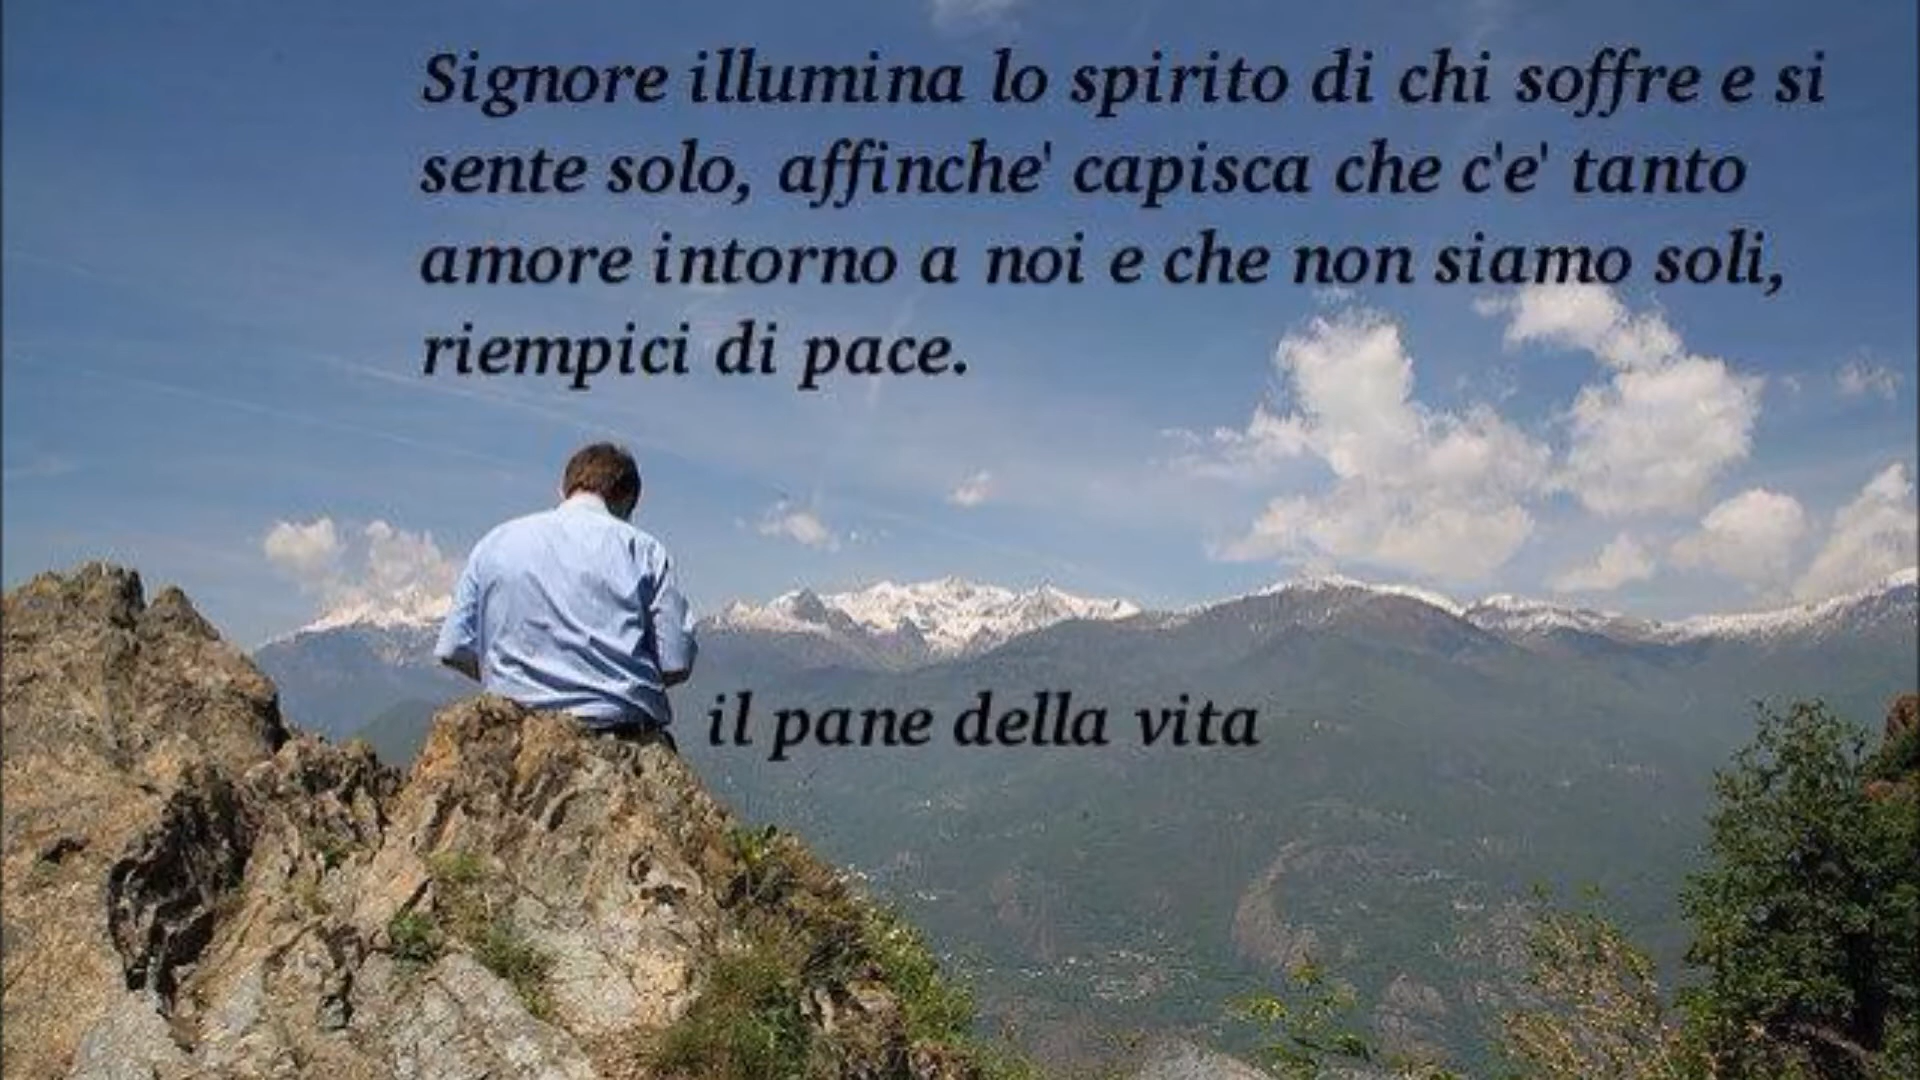 Signore illumina lo spirito di chi soffre e si
sente solo, affinche' capisca che c'e' tanto
amore intorno a noi e che non siamo soli,
riempici di pace.
il pane della vita